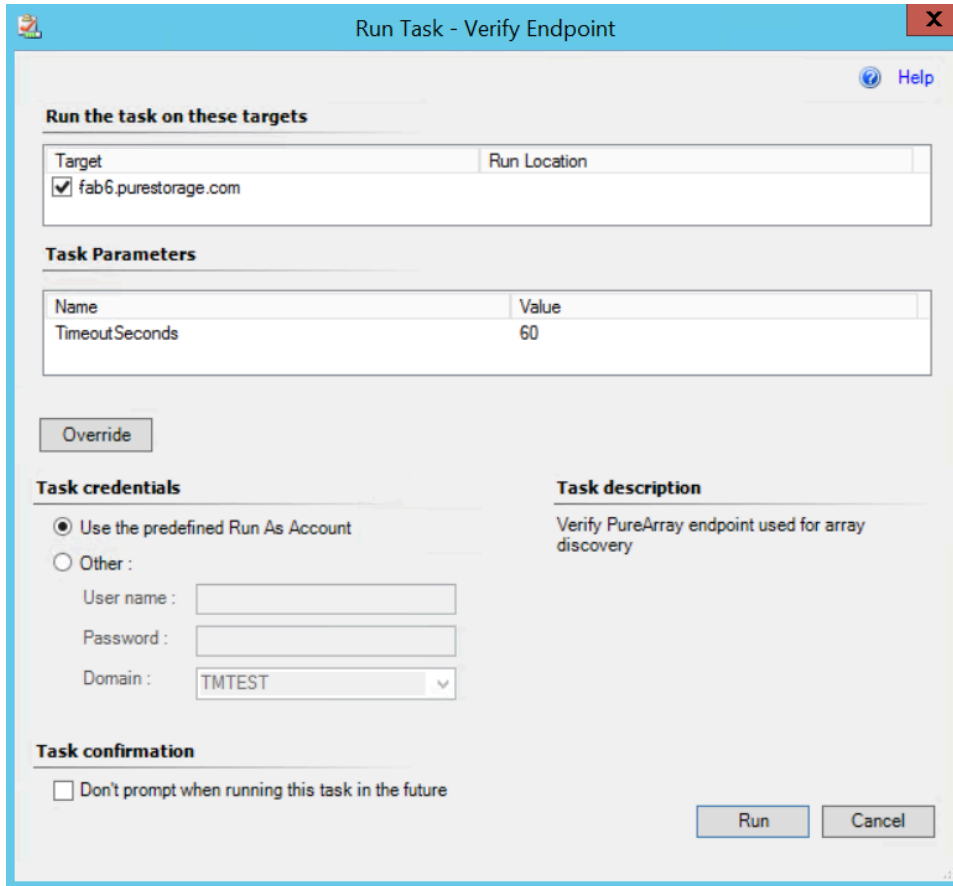 Run Task - Verify Endpoint
X
? Help
Run the task on these targets
Target Run Location
fab6.purestorage.com
Task Parameters
Name Value
TimeoutSeconds 60
Override
Task credentials Task description
Use the predefined Run As Account Verify PureArray endpoint used for array
discovery
Other :
User name :
Password :
Domain : TMTEST
Task confirmation
Don't prompt when running this task in the future
Run Cancel